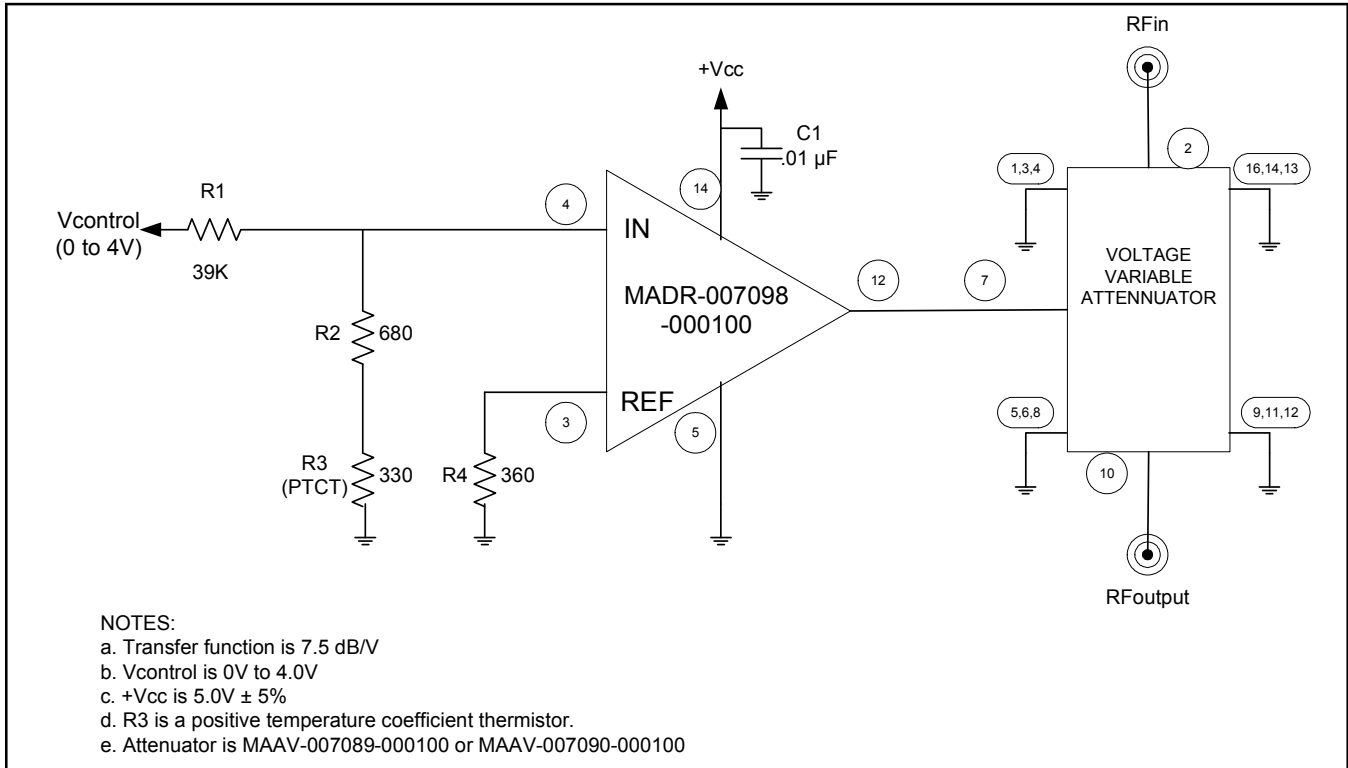 RFin
+Vcc
C1
.01 µF
2
1,3,4
16,14,13
14
R1
4
Vcontrol
(0 to 4V)
IN
39K
VOLTAGE
VARIABLE
ATTENNUATOR
12
7
MADR-007098
-000100
R2
680
REF
3
5
5,6,8
9,11,12
R3
(PTCT)
330
R4
360
10
RFoutput
NOTES:
a. Transfer function is 7.5 dB/V
b. Vcontrol is 0V to 4.0V
c. +Vcc is 5.0V ± 5%
d. R3 is a positive temperature coefficient thermistor.
e. Attenuator is MAAV-007089-000100 or MAAV-007090-000100